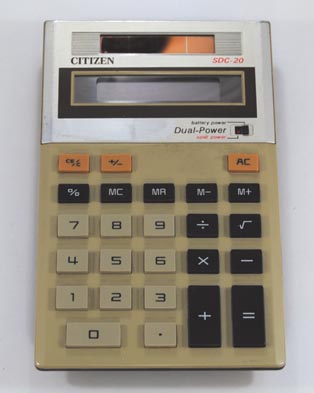 CITIZEN SDC-20
battery power
Dual-Power
light power
C·CE +/− AC
% MC MR M− M+
7 8 9 ÷ √
4 5 6 × −
1 2 3 + =
0 .